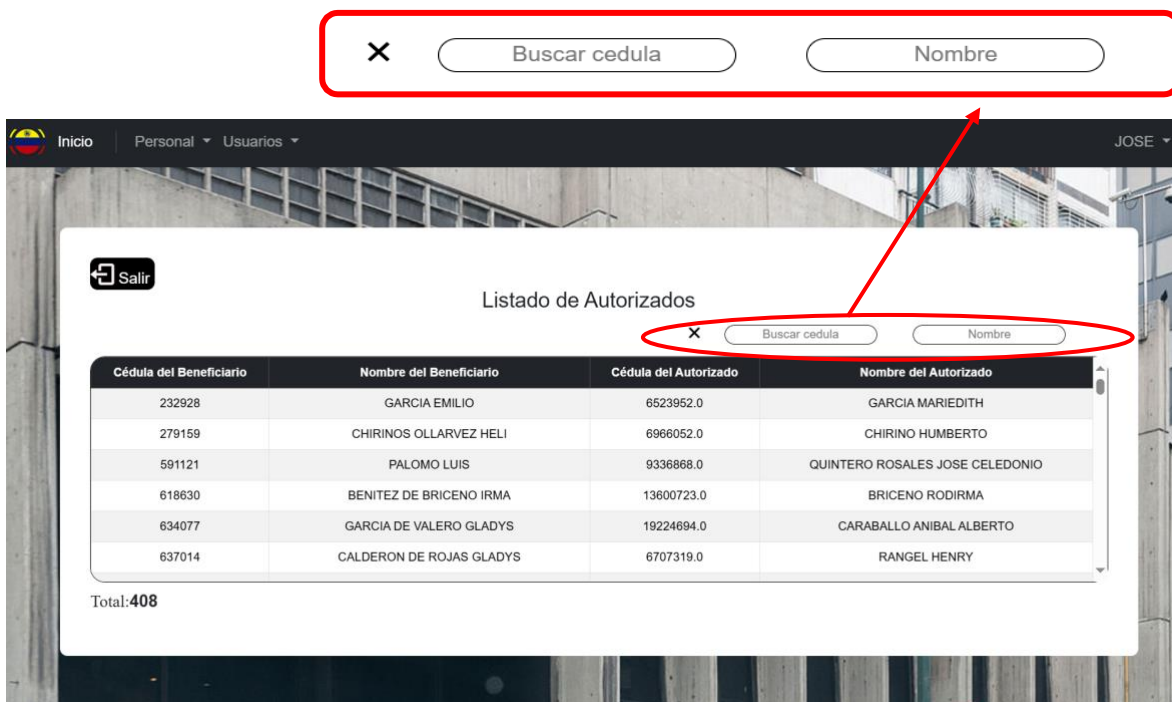 Buscar cedula Nombre
Inicio Personal Usuarios JOSE
Salir
Listado de Autorizados
Buscar cedula Nombre
Cédula del Beneficiario Nombre del Beneficiario Cédula del Autorizado Nombre del Autorizado
232928 GARCIA EMILIO 6523952.0 GARCIA MARIEDITH
279159 CHIRINOS OLLARVEZ HELI 6966052.0 CHIRINO HUMBERTO
591121 PALOMO LUIS 9336868.0 QUINTERO ROSALES JOSE CELEDONIO
618630 BENITEZ DE BRICENO IRMA 13600723.0 BRICENO RODIRMA
634077 GARCIA DE VALERO GLADYS 19224694.0 CARABALLO ANIBAL ALBERTO
637014 CALDERON DE ROJAS GLADYS 6707319.0 RANGEL HENRY
Total:408